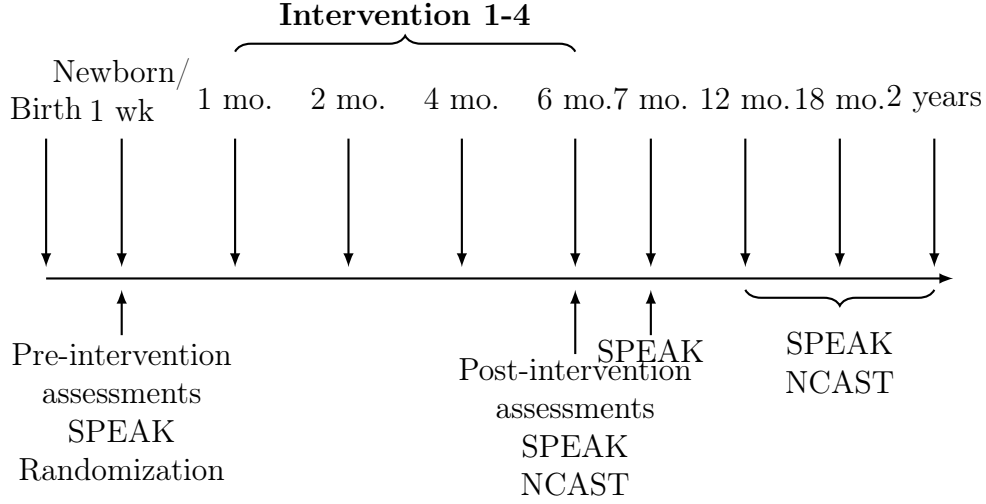 Intervention 1-4
Newborn/
Birth 1 wk 1 mo. 2 mo. 4 mo. 6 mo. 7 mo. 12 mo. 18 mo. 2 years
Pre-intervention
assessments
SPEAK
Randomization
Post-intervention
assessments
SPEAK
NCAST
SPEAK
SPEAK
NCAST